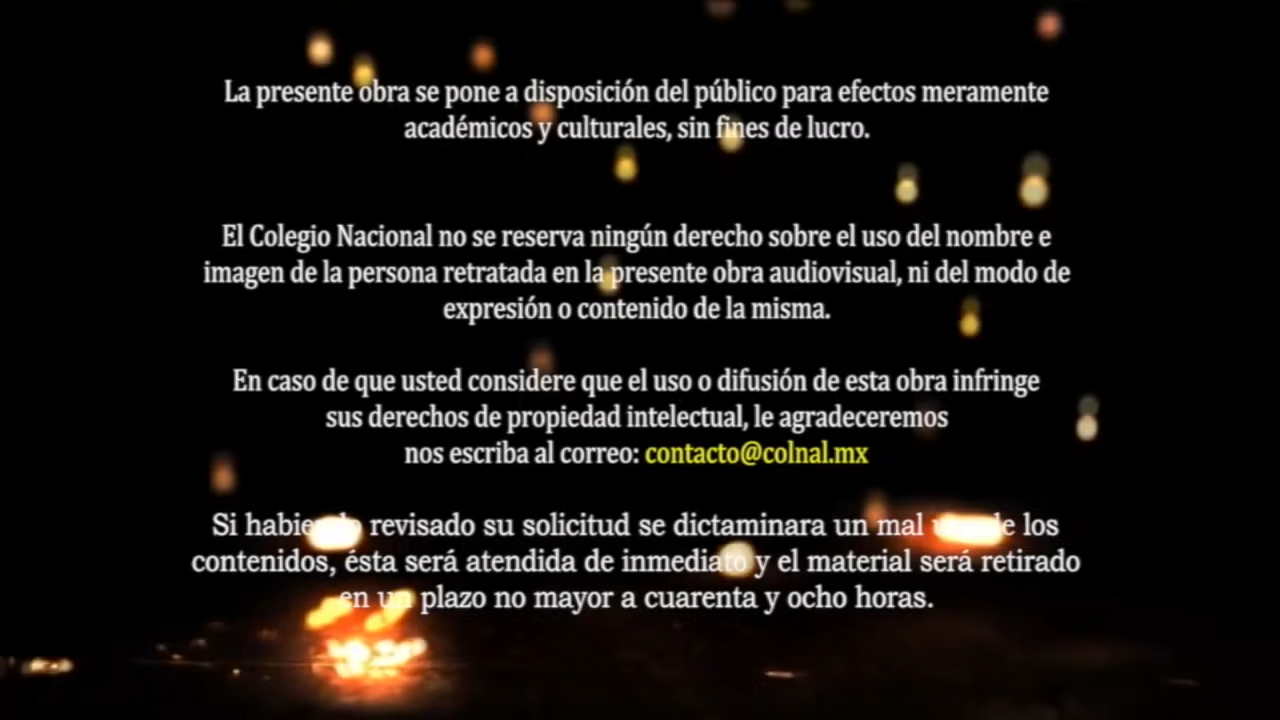 La presente obra se pone a disposición del público para efectos meramente
académicos y culturales, sin fines de lucro.
El Colegio Nacional no se reserva ningún derecho sobre el uso del nombre e
imagen de la persona retratada en la presente obra audiovisual, ni del modo de
expresión o contenido de la misma.
En caso de que usted considere que el uso o difusión de esta obra infringe
sus derechos de propiedad intelectual, le agradeceremos
nos escriba al correo: contacto@colnal.mx
Si habiendo revisado su solicitud se dictaminara un mal los
contenidos, ésta será atendida de inmediato y el material será retirado
en un plazo no mayor a cuarenta y ocho horas.